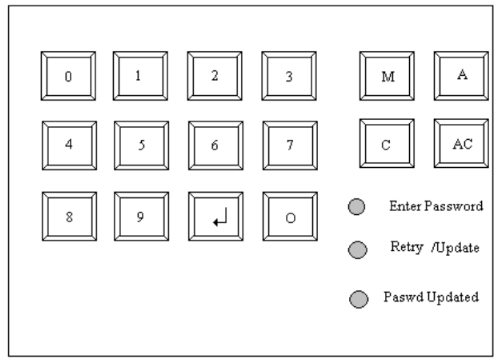 0 1 2 3 M A
4 5 6 7 C AC
8 9 ↵ O
Enter Password
Retry /Update
Paswd Updated